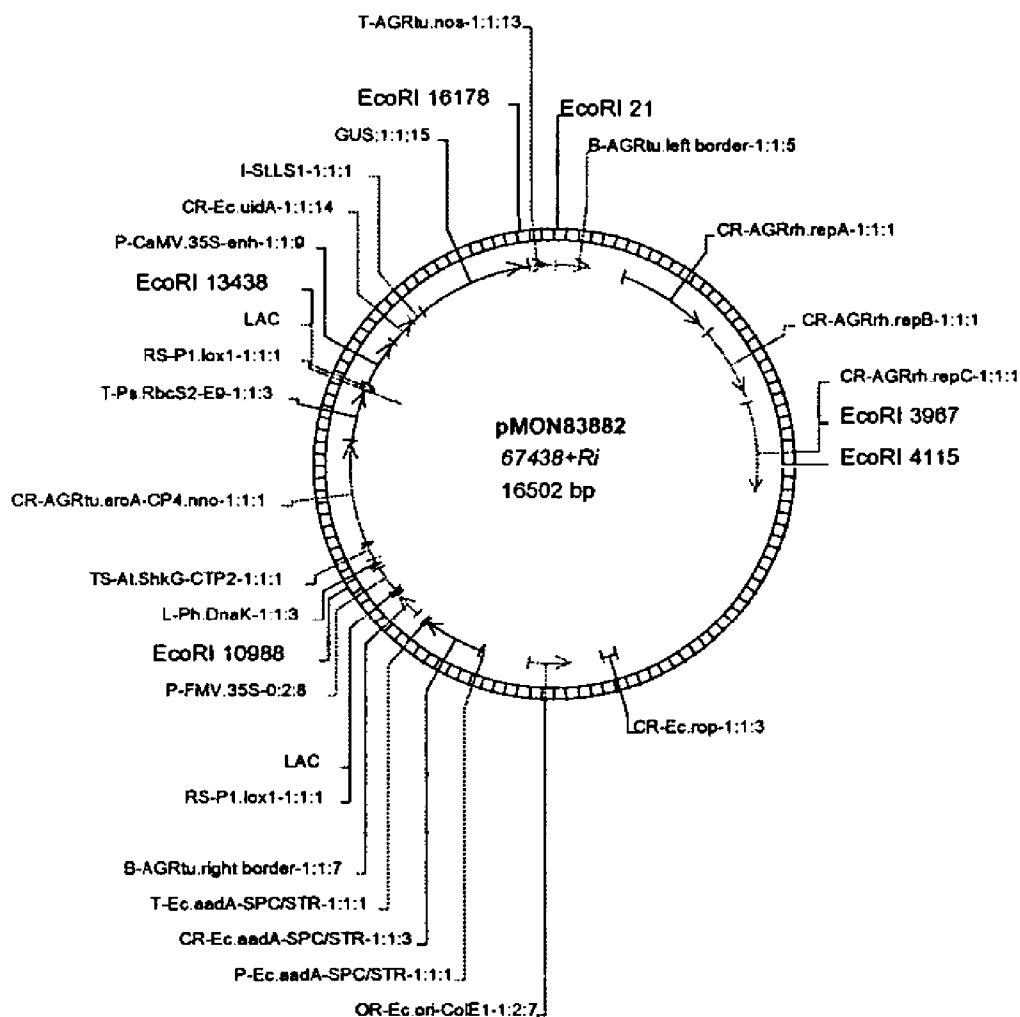 T-AGRtu.nos-1:1:13
EcoRI 16178
EcoRI 21
GUS:1:1:15
B-AGRtu.left border-1:1:5
I-St.LS1-1:1:1
CR-Ec.uidA-1:1:14
CR-AGRrh.repA-1:1:1
P-CaMV.35S-enh-1:1:9
EcoRI 13438
LAC
CR-AGRrh.repB-1:1:1
RS-P1.lox1-1:1:1
CR-AGRrh.repC-1:1:1
T-Ps.RbcS2-E9-1:1:3
EcoRI 3967
pMON83882
67438+Ri
EcoRI 4115
16502 bp
CR-AGRtu.aroA-CP4.nno-1:1:1
TS-At.ShkG-CTP2-1:1:1
L-Ph.DnaK-1:1:3
EcoRI 10988
P-FMV.35S-0:2:6
CR-Ec.rop-1:1:3
LAC
RS-P1.lox1-1:1:1
B-AGRtu.right border-1:1:7
T-Ec.aadA-SPC/STR-1:1:1
CR-Ec.aadA-SPC/STR-1:1:3
P-Ec.aadA-SPC/STR-1:1:1
OR-Ec.ori-ColE1-1:2:7